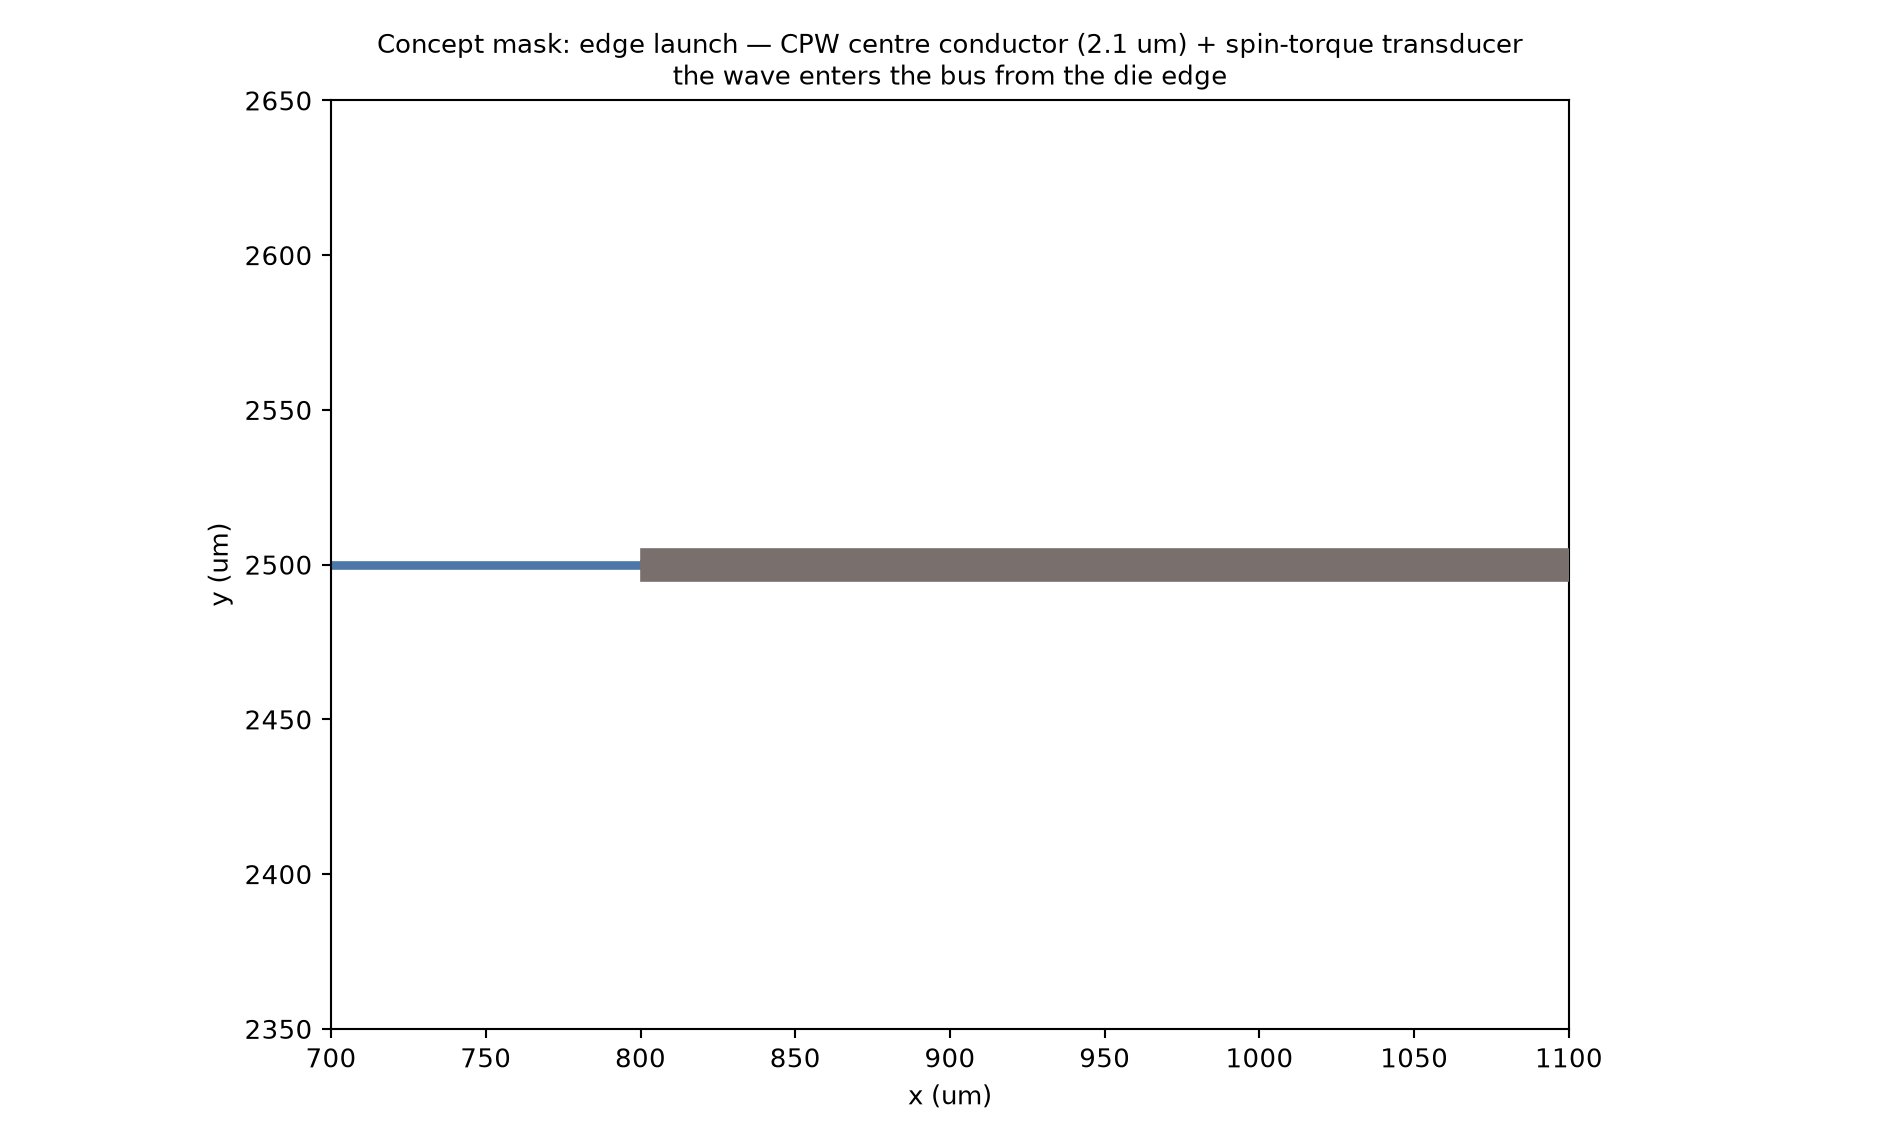 Concept mask: edge launch — CPW centre conductor (2.1 um) + spin-torque transducer
the wave enters the bus from the die edge
2650
2600
2550
2500
2450
2400
2350
y (um)
700 750 800 850 900 950 1000 1050 1100
x (um)